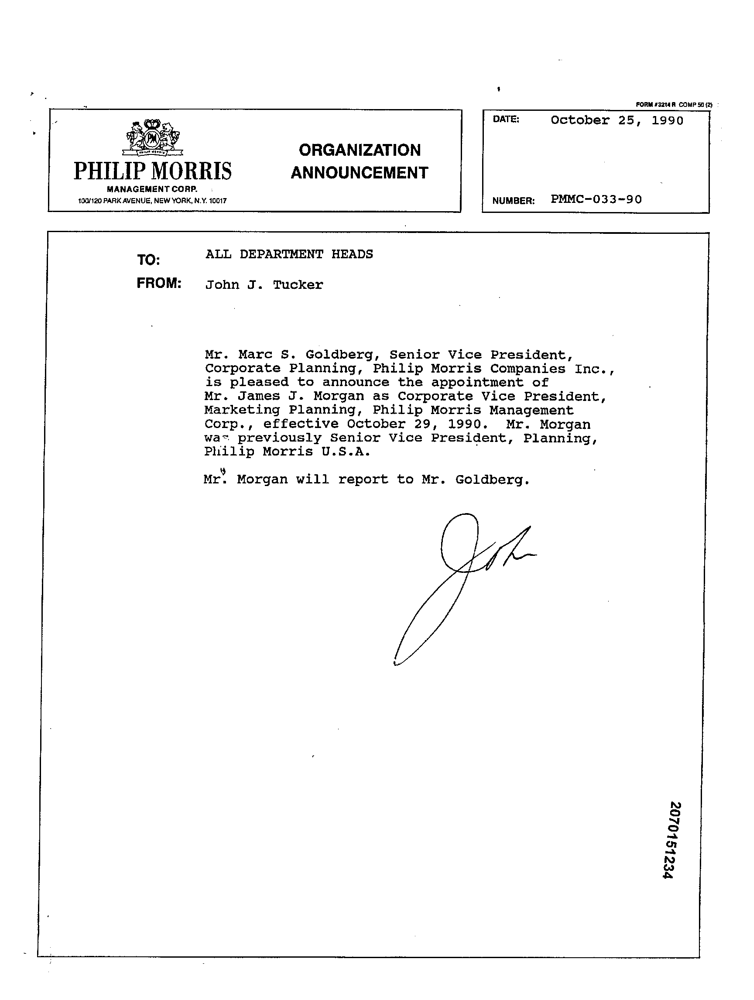 FORM #3214 R COMP 50 (2)
PM
PHILIP MORRIS
MANAGEMENT CORP.
100/120 PARK AVENUE, NEW YORK, N.Y. 10017
ORGANIZATION
ANNOUNCEMENT
DATE: October 25, 1990
NUMBER: PMMC-033-90
TO: ALL DEPARTMENT HEADS
FROM: John J. Tucker
Mr. Marc S. Goldberg, Senior Vice President,
Corporate Planning, Philip Morris Companies Inc.,
is pleased to announce the appointment of
Mr. James J. Morgan as Corporate Vice President,
Marketing Planning, Philip Morris Management
Corp., effective October 29, 1990. Mr. Morgan
was previously Senior Vice President, Planning,
Philip Morris U.S.A.
Mr. Morgan will report to Mr. Goldberg.
John
2070151234